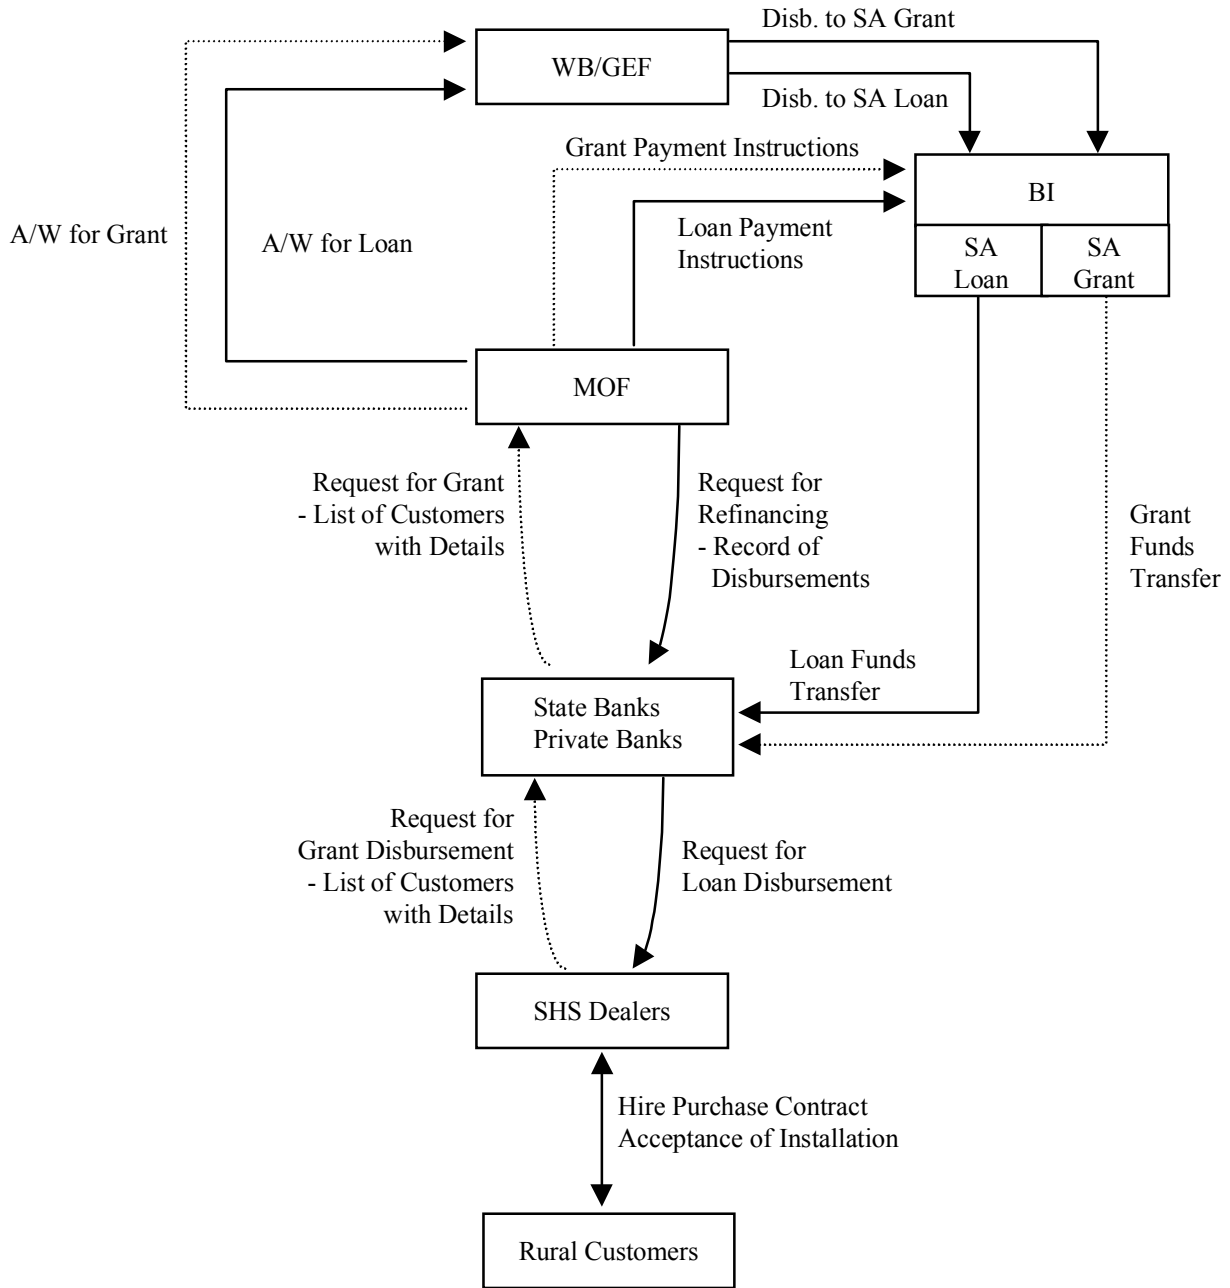 Disb. to SA Grant
WB/GEF
Disb. to SA Loan
Grant Payment Instructions
BI
A/W for Grant
A/W for Loan
Loan Payment
Instructions
SA
Loan
SA
Grant
MOF
Request for Grant
- List of Customers
with Details
Request for
Refinancing
- Record of
Disbursements
Grant
Funds
Transfer
Loan Funds
Transfer
State Banks
Private Banks
Request for
Grant Disbursement
- List of Customers
with Details
Request for
Loan Disbursement
SHS Dealers
Hire Purchase Contract
Acceptance of Installation
Rural Customers